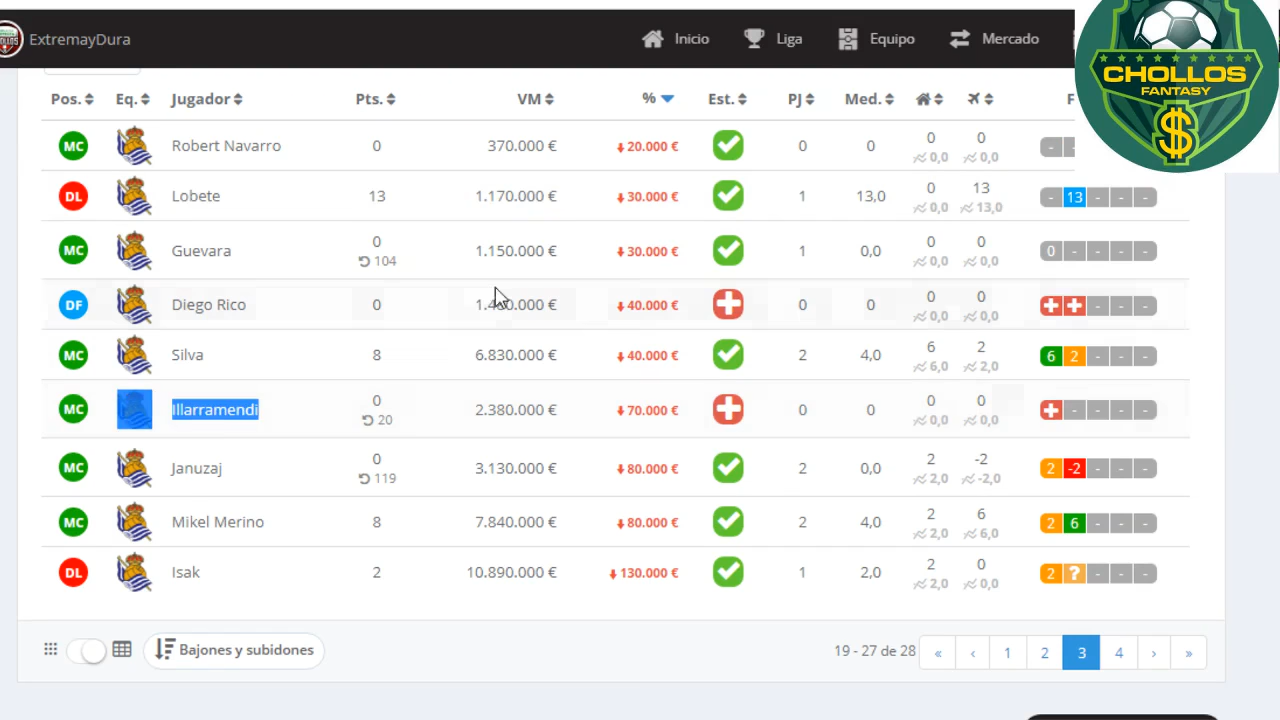 ExtremayDura Inicio Liga Equipo Mercado
CHOLLOS
FANTASY
$
Pos. Eq. Jugador Pts. VM % Est. PJ Med. F
MC Robert Navarro 0 370.000 € 20.000 € 0 0 0 0,0 0 0,0 - -
DL Lobete 13 1.170.000 € 30.000 € 1 13,0 0 0,0 13 13,0 - 13 - - -
MC Guevara 0 104 1.150.000 € 30.000 € 1 0,0 0 0,0 0 0,0 0 - - - -
DF Diego Rico 0 40.000 € 0 0 0 0,0 0 0,0 - - -
MC Silva 8 6.830.000 € 40.000 € 2 4,0 6 6,0 2 2,0 6 2 - - -
MC Illarramendi 0 20 2.380.000 € 70.000 € 0 0 0 0,0 0 0,0 - - - -
MC Januzaj 0 119 3.130.000 € 80.000 € 2 0,0 2 2,0 -2 -2,0 2 -2 - - -
MC Mikel Merino 8 7.840.000 € 80.000 € 2 4,0 2 2,0 6 6,0 2 6 - - -
DL Isak 2 10.890.000 € 130.000 € 1 2,0 2 2,0 0 0,0 2 ? - - -
Bajones y subidones 19 - 27 de 28 « ‹ 1 2 3 4 › »